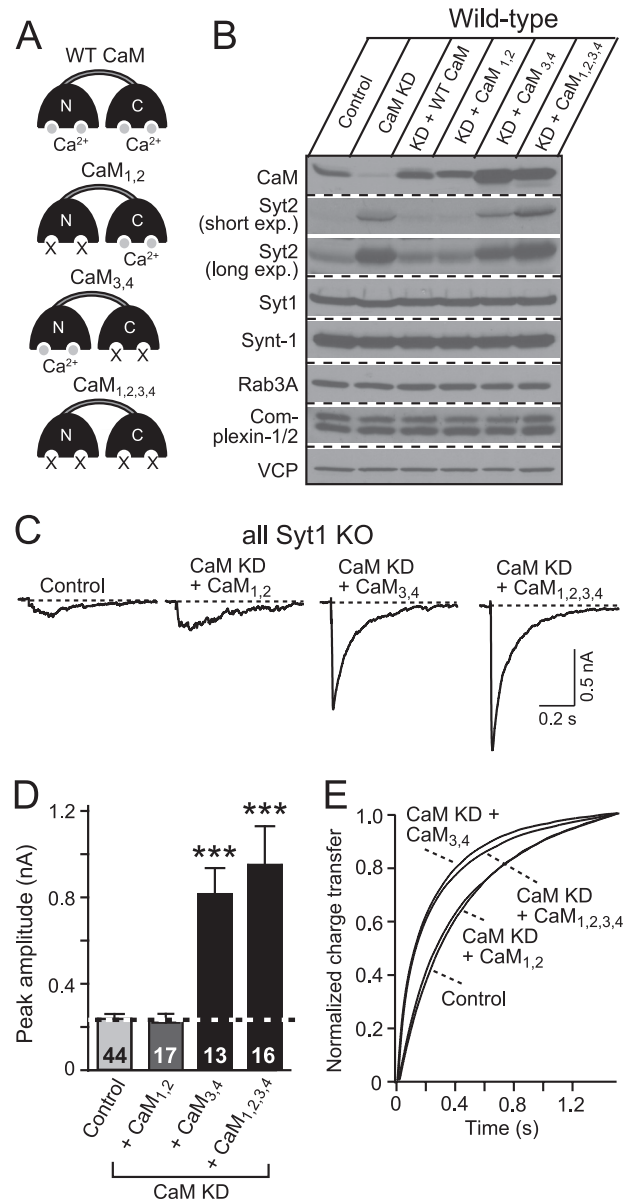 A
WT CaM
N
C
Ca2+
Ca2+
CaM1,2
N
C
X X
Ca2+
CaM3,4
N
C
Ca2+
X X
CaM1,2,3,4
N
C
X X
X X
B
Wild-type
Control
CaM KD
KD + WT CaM
KD + CaM 1,2
KD + CaM3,4
KD + CaM1,2,3,4
CaM
Syt2
(short exp.)
Syt2
(long exp.)
Syt1
Synt-1
Rab3A
Com-
plexin-1/2
VCP
C
all Syt1 KO
Control
CaM KD
+ CaM1,2
CaM KD
+ CaM3,4
CaM KD
+ CaM1,2,3,4
0.5 nA
0.2 s
D
Peak amplitude (nA)
1.2
0.8
0.4
0
***
***
44
17
13
16
Control
+ CaM1,2
+ CaM3,4
+ CaM1,2,3,4
CaM KD
E
Normalized charge transfer
1.0
0.8
0.6
0.4
0.2
0
CaM KD +
CaM3,4
CaM KD
+ CaM1,2,3,4
CaM KD
+ CaM1,2
Control
0
0.4
0.8
1.2
Time (s)